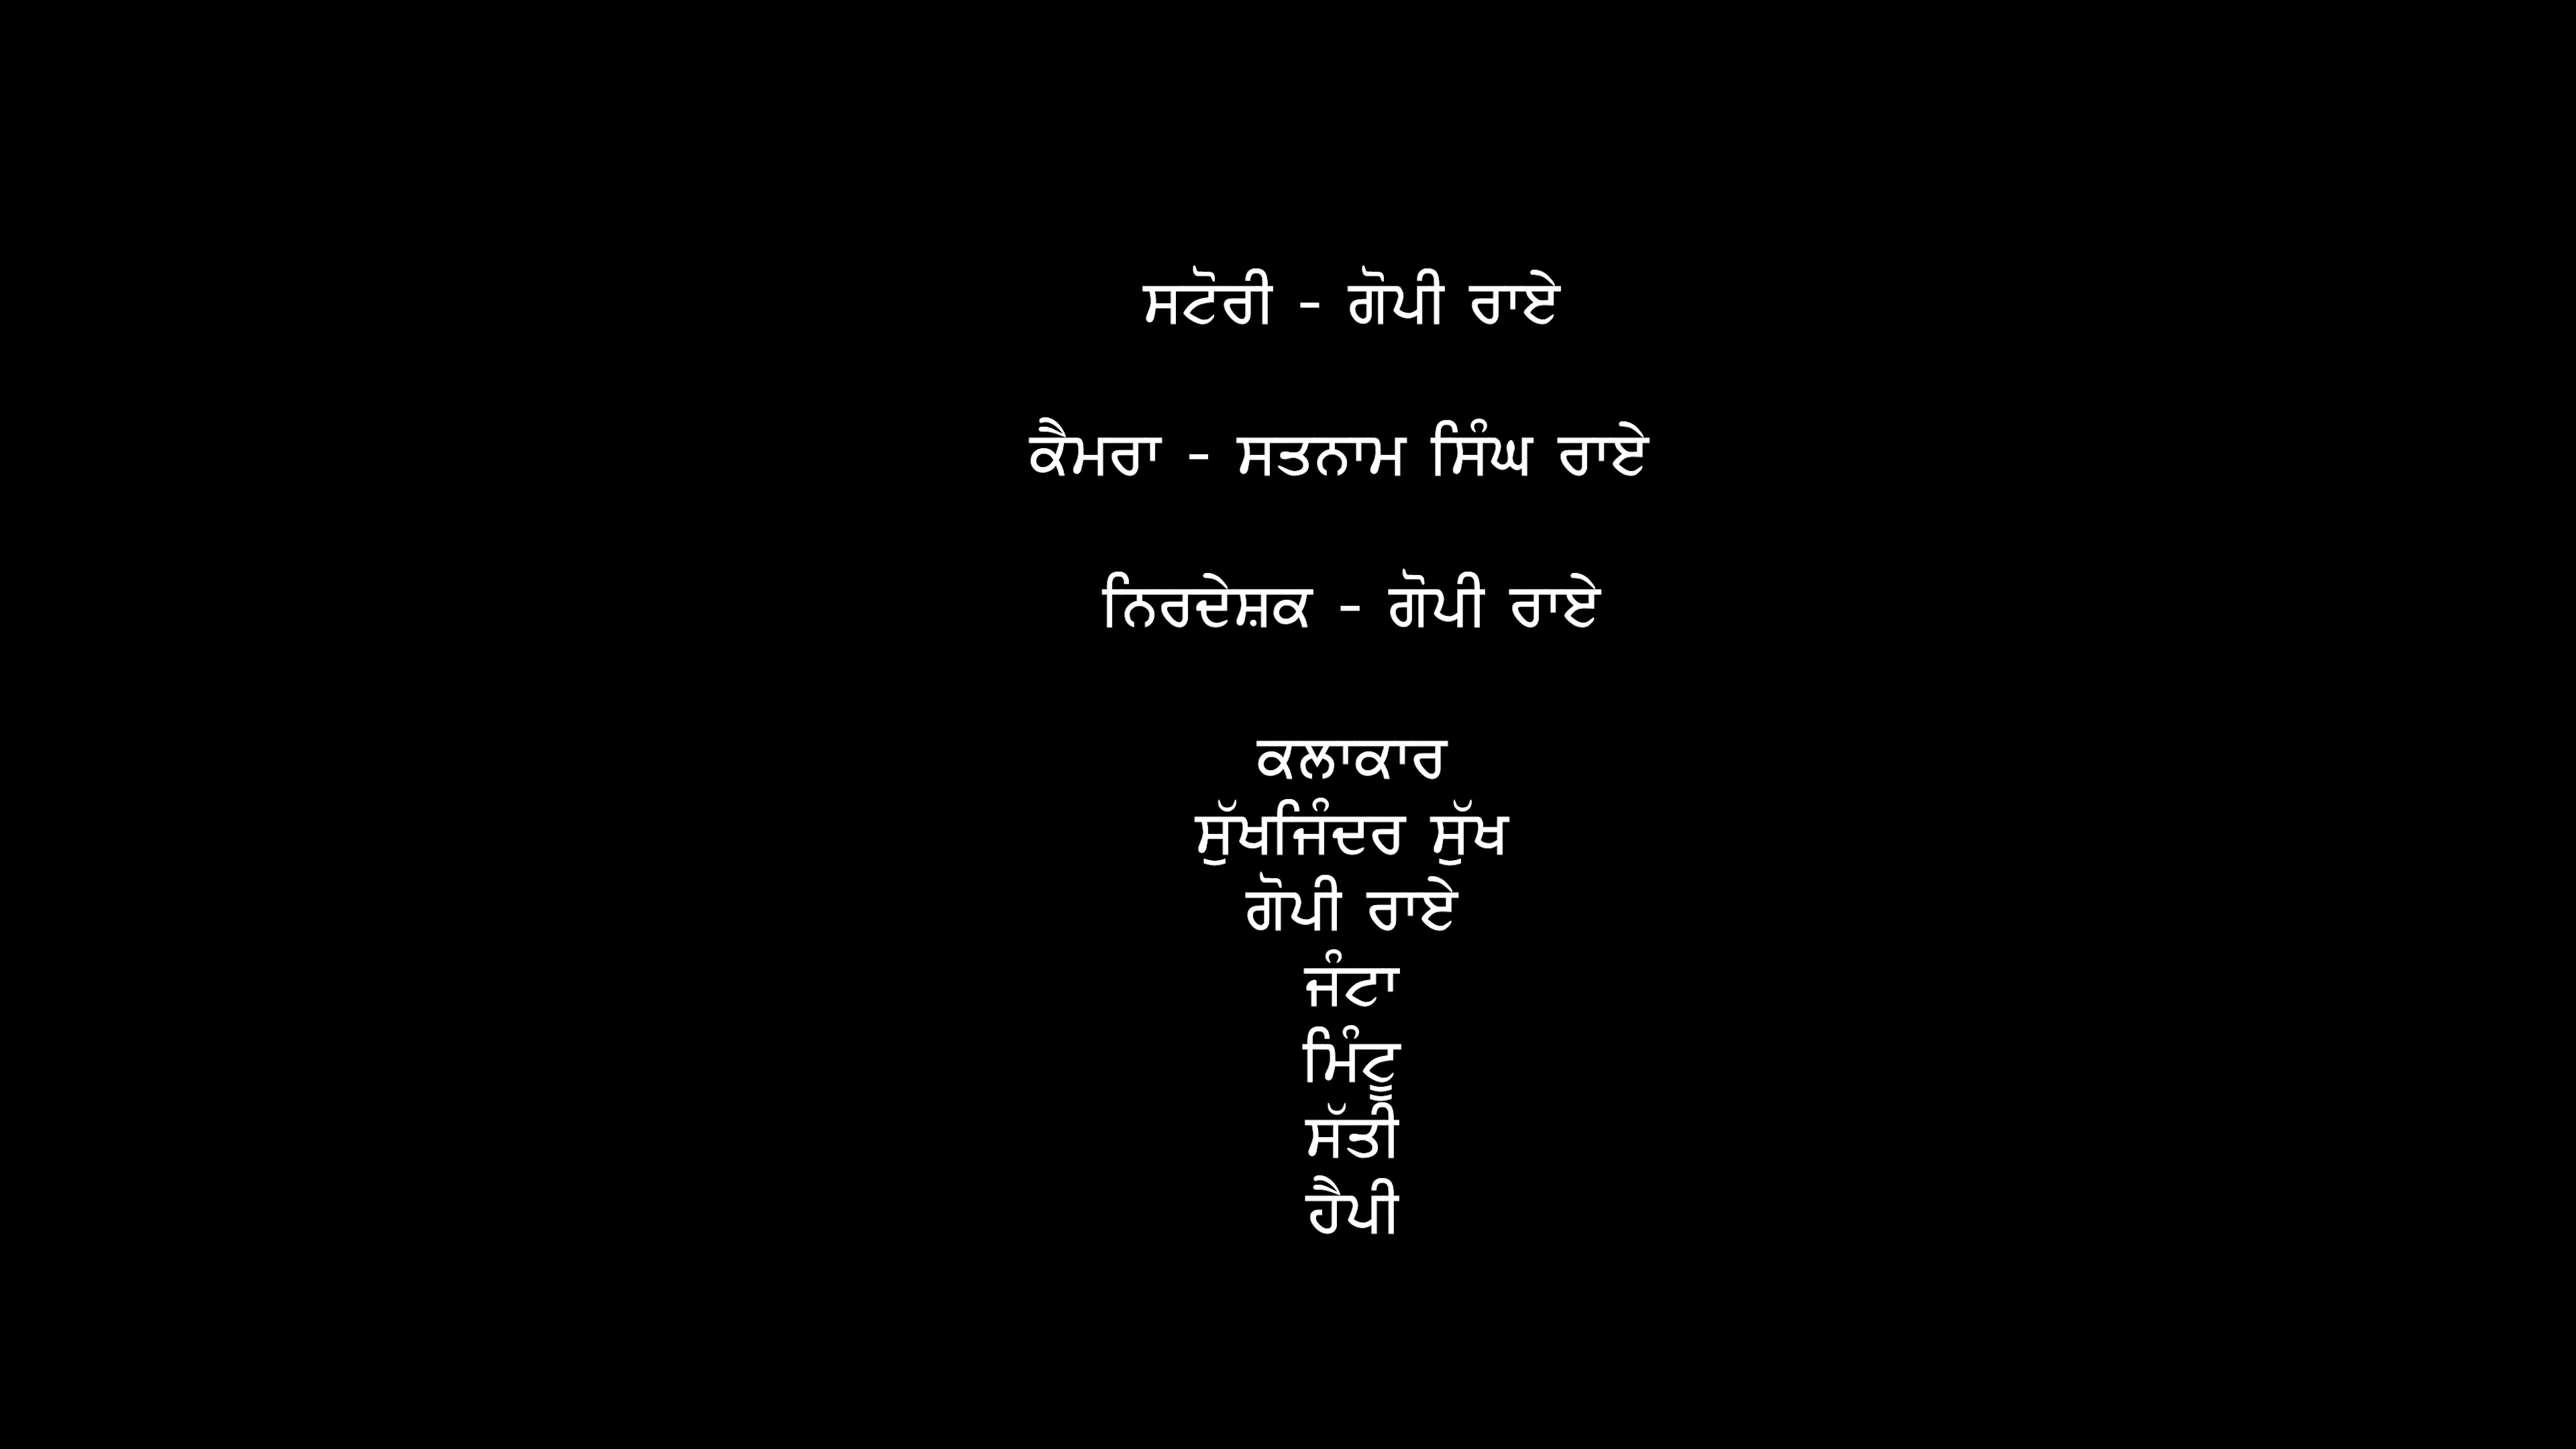 ਸਟੋਰੀ - ਗੋਪੀ ਰਾਏ
ਕੈਮਰਾ - ਸਤਨਾਮ ਸਿੰਘ ਰਾਏ
ਨਿਰਦੇਸ਼ਕ - ਗੋਪੀ ਰਾਏ
ਕਲਾਕਾਰ
ਸੁੱਖਜਿੰਦਰ ਸੁੱਖ
ਗੋਪੀ ਰਾਏ
ਜੰਟਾ
ਮਿੰਟੂ
ਸੱਤੀ
ਹੈਪੀ